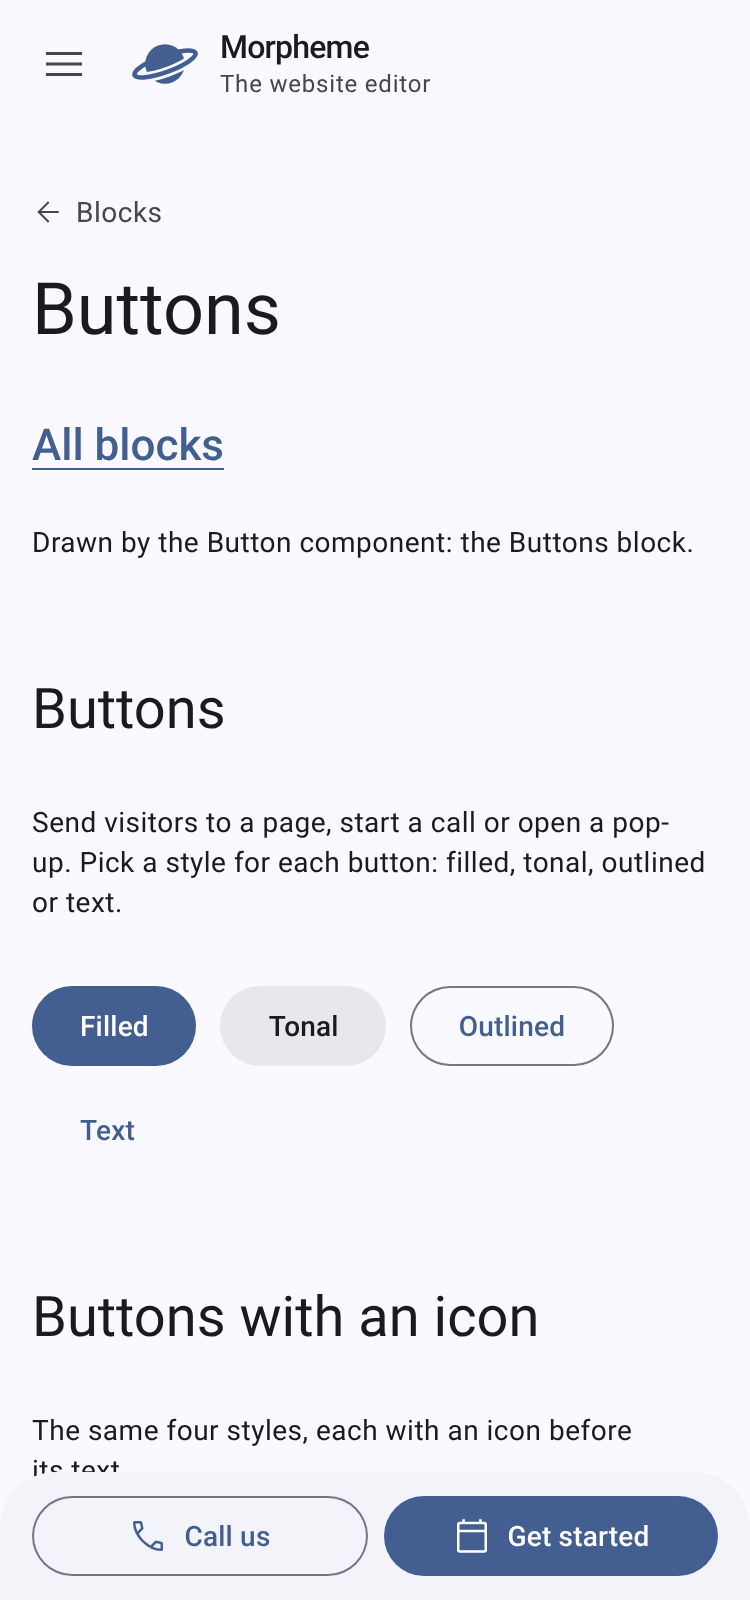 Morpheme
The website editor
Blocks
Buttons
All blocks
Drawn by the Button component: the Buttons block.
Buttons
Send visitors to a page, start a call or open a pop-
up. Pick a style for each button: filled, tonal, outlined
or text.
Filled
Tonal
Outlined
Text
Buttons with an icon
The same four styles, each with an icon before
its text
Call us
Get started